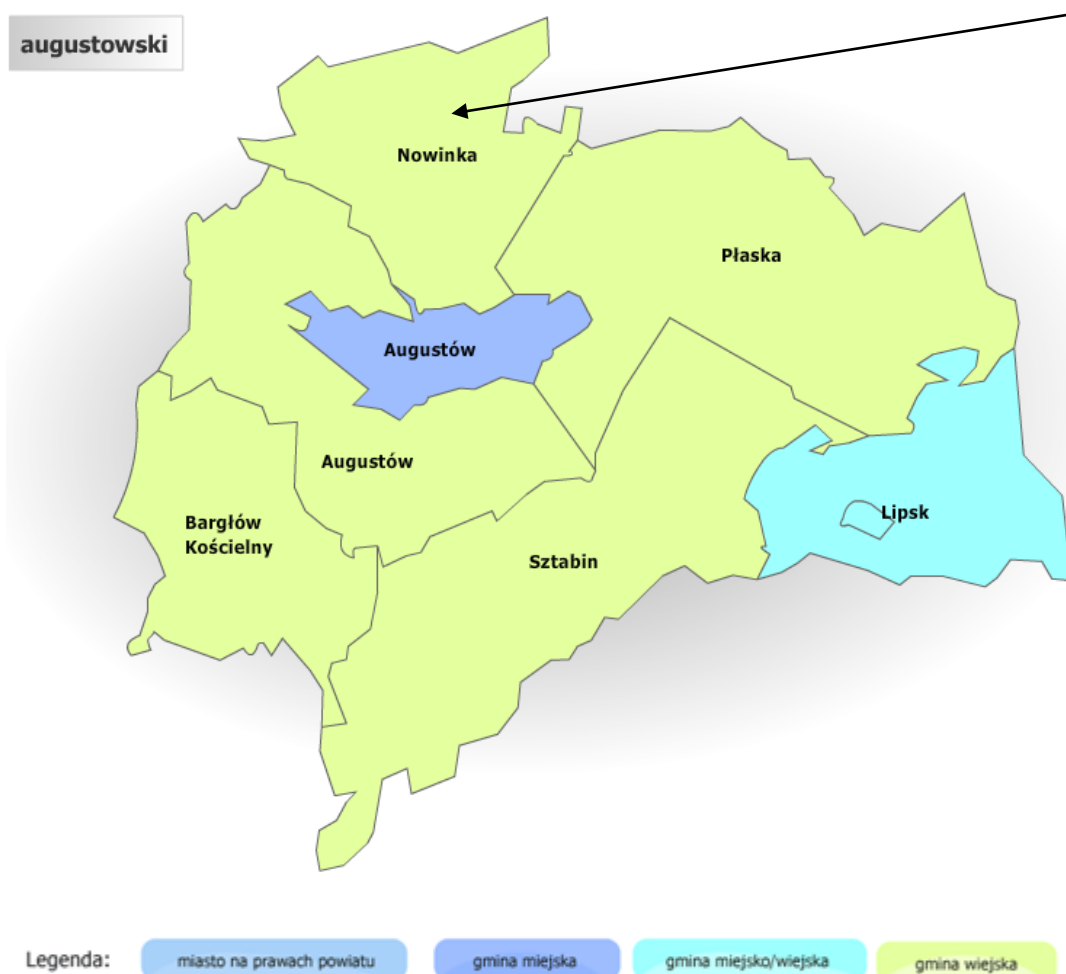 augustowski
Nowinka
Płaska
Augustów
Augustów
Bargłów
Kościelny
Lipsk
Sztabin
Legenda:
miasto na prawach powiatu
gmina miejska
gmina miejsko/wiejska
gmina wiejska